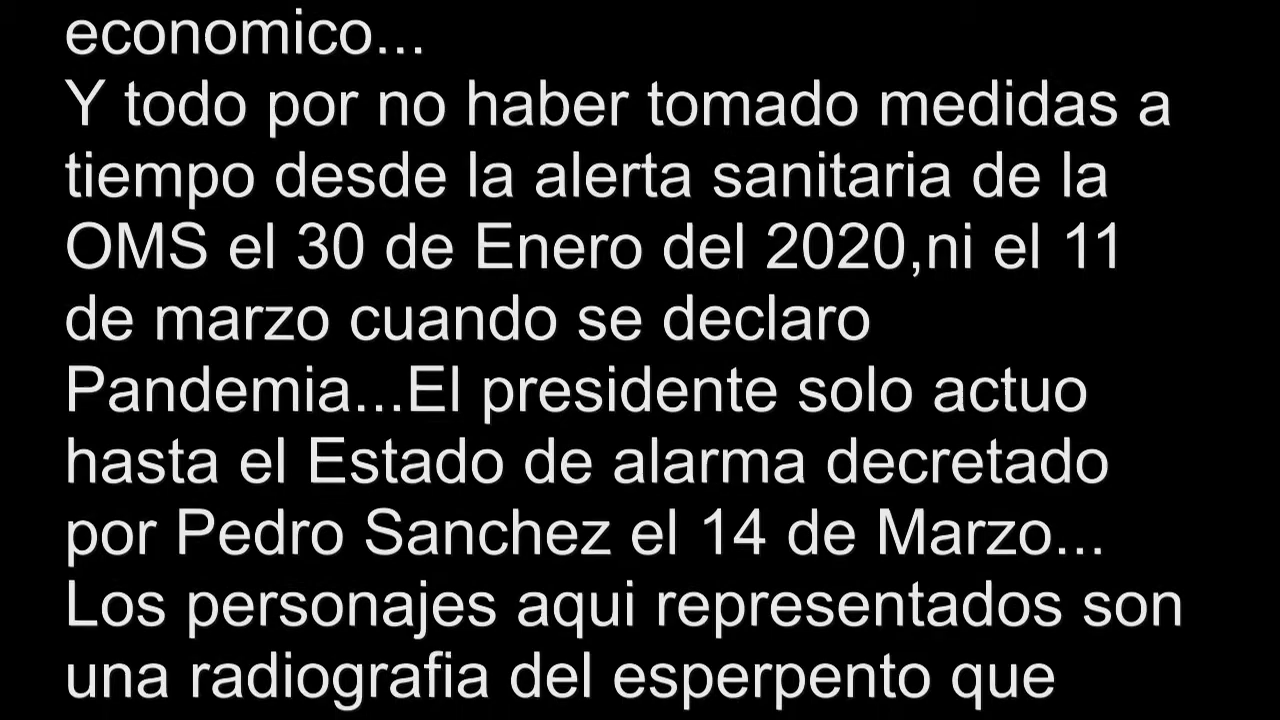 economico...
Y todo por no haber tomado medidas a
tiempo desde la alerta sanitaria de la
OMS el 30 de Enero del 2020,ni el 11
de marzo cuando se declaro
Pandemia...El presidente solo actuo
hasta el Estado de alarma decretado
por Pedro Sanchez el 14 de Marzo...
Los personajes aqui representados son
una radiografia del esperpento que